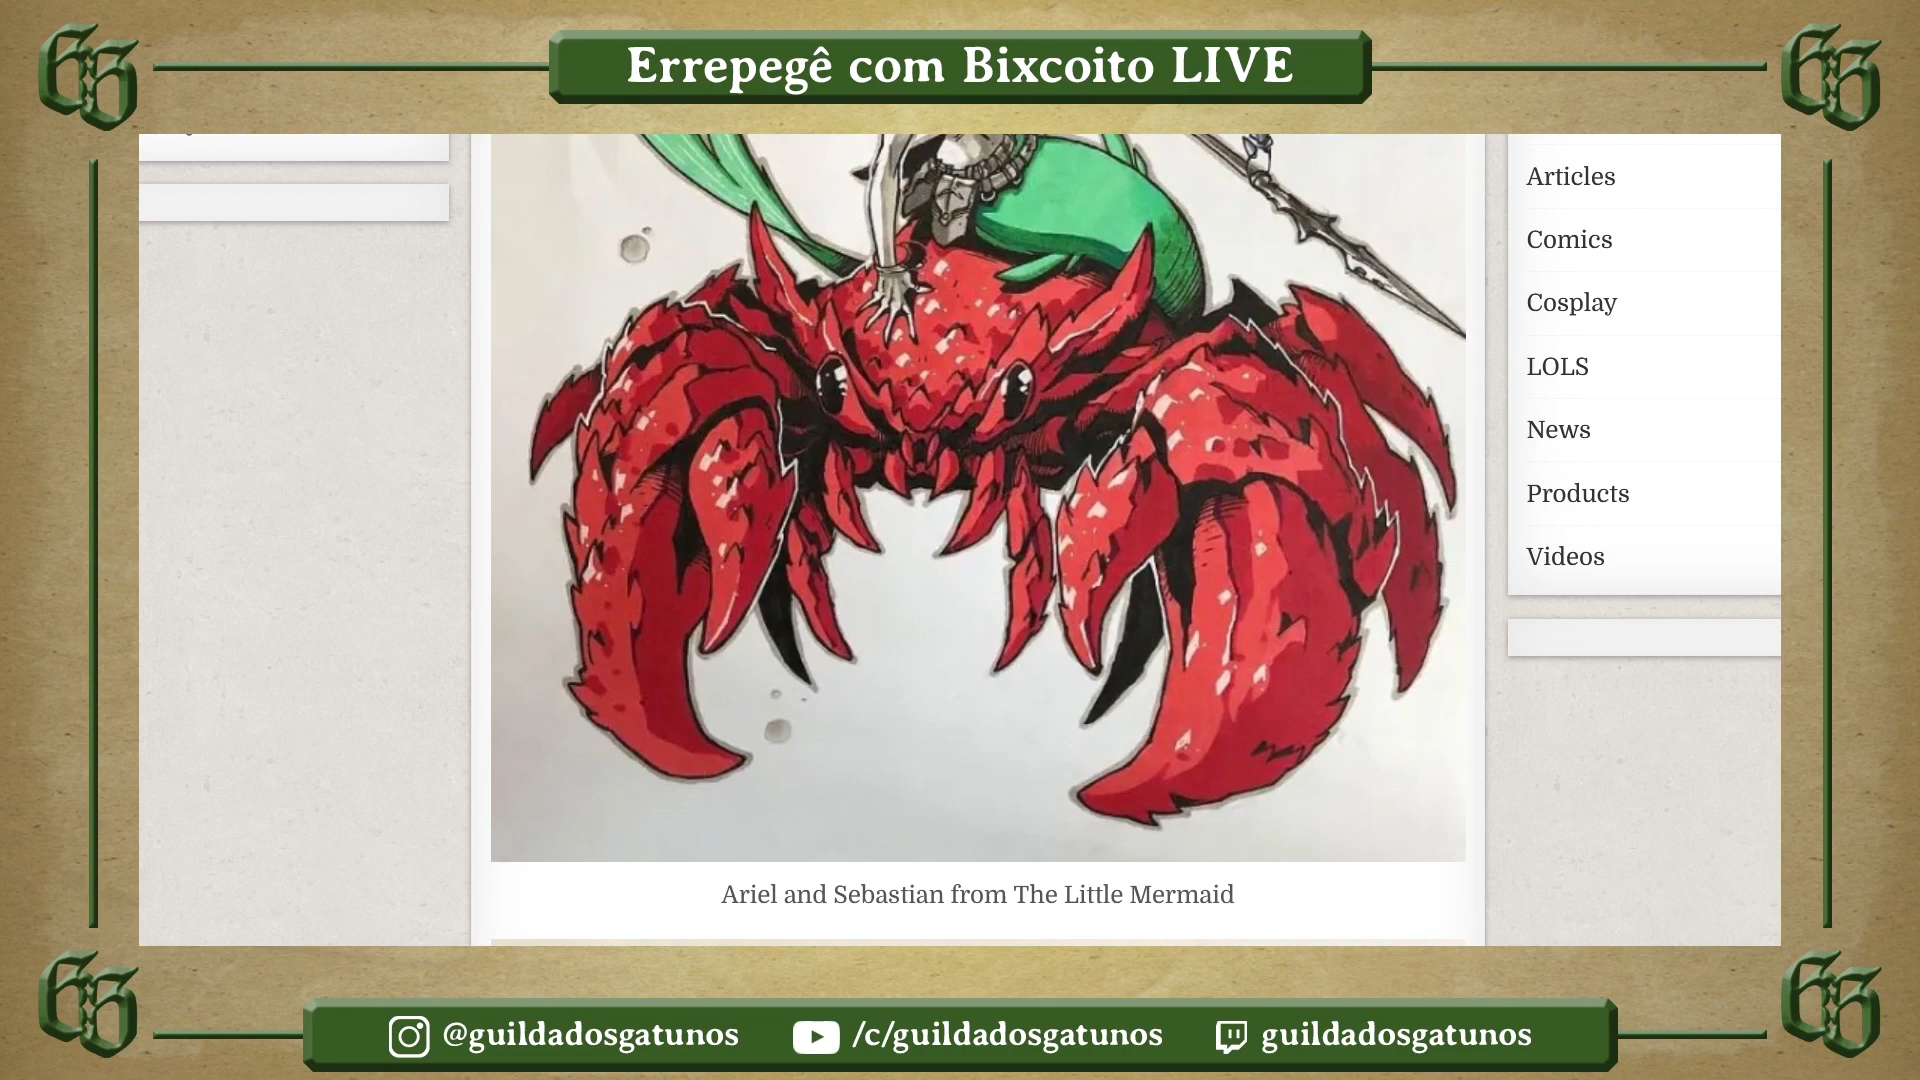 Errepegê com Bixcoito LIVE
Articles
Comics
Cosplay
LOLS
News
Products
Videos
Ariel and Sebastian from The Little Mermaid
@guildadosgatunos /c/guildadosgatunos guildadosgatunos